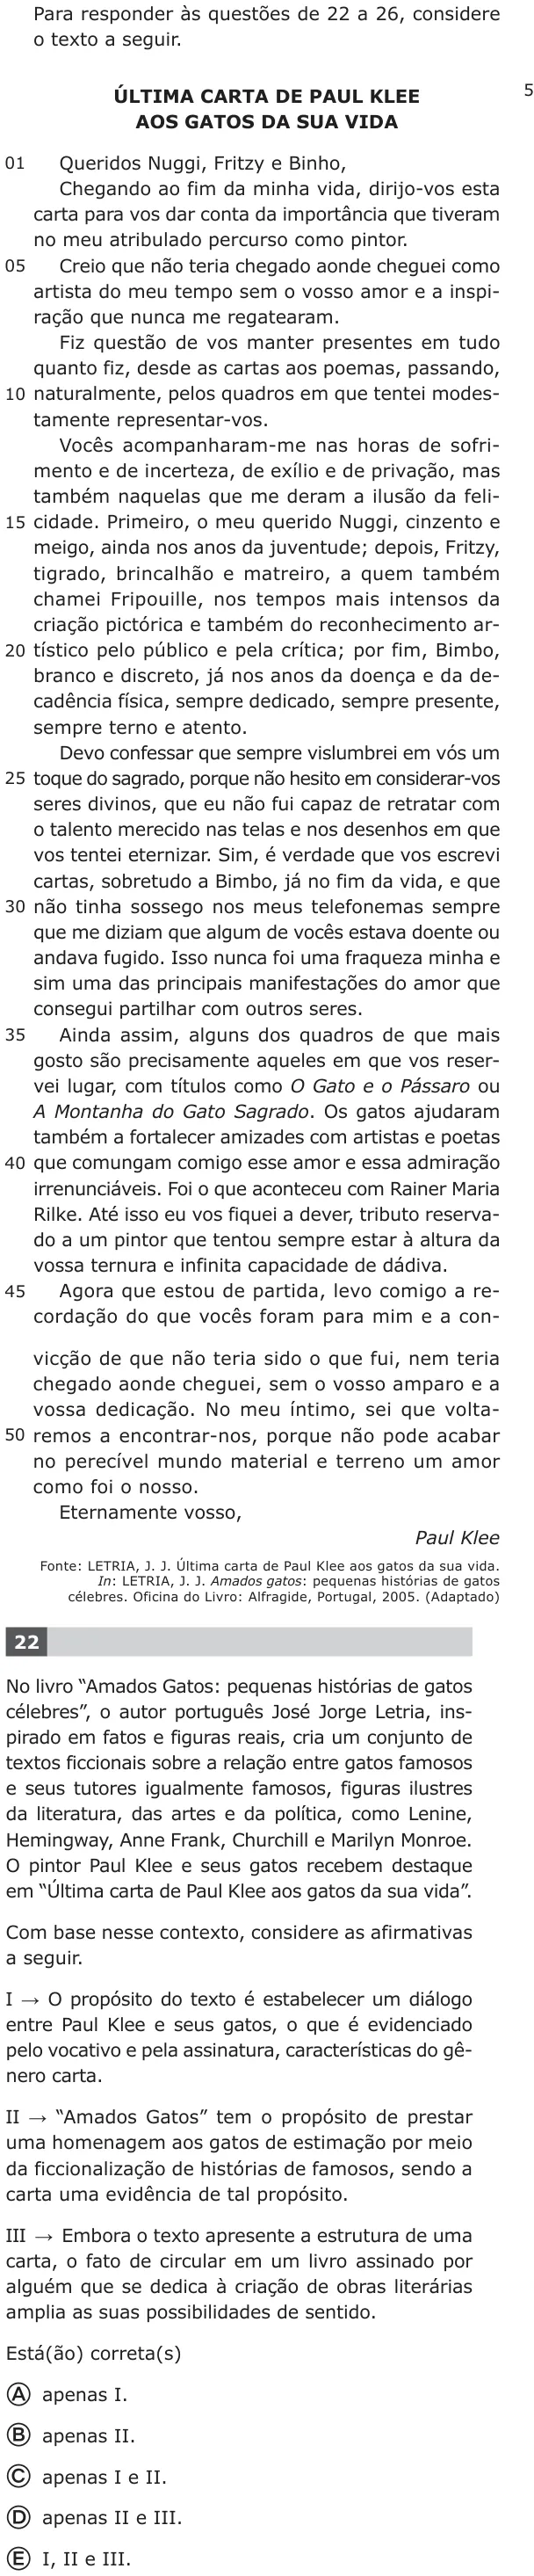 Para responder às questões de 22 a 26, considere
o texto a seguir.
5
ÚLTIMA CARTA DE PAUL KLEE
AOS GATOS DA SUA VIDA
01 Queridos Nuggi, Fritzy e Binho,
Chegando ao fim da minha vida, dirijo-vos esta
carta para vos dar conta da importância que tiveram
no meu atribulado percurso como pintor.
05 Creio que não teria chegado aonde cheguei como
artista do meu tempo sem o vosso amor e a inspi-
ração que nunca me regatearam.
Fiz questão de vos manter presentes em tudo
quanto fiz, desde as cartas aos poemas, passando,
10 naturalmente, pelos quadros em que tentei modes-
tamente representar-vos.
Vocês acompanharam-me nas horas de sofri-
mento e de incerteza, de exílio e de privação, mas
também naquelas que me deram a ilusão da feli-
15 cidade. Primeiro, o meu querido Nuggi, cinzento e
meigo, ainda nos anos da juventude; depois, Fritzy,
tigrado, brincalhão e matreiro, a quem também
chamei Fripouille, nos tempos mais intensos da
criação pictórica e também do reconhecimento ar-
20 tístico pelo público e pela crítica; por fim, Bimbo,
branco e discreto, já nos anos da doença e da de-
cadência física, sempre dedicado, sempre presente,
sempre terno e atento.
Devo confessar que sempre vislumbrei em vós um
25 toque do sagrado, porque não hesito em considerar-vos
seres divinos, que eu não fui capaz de retratar com
o talento merecido nas telas e nos desenhos em que
vos tentei eternizar. Sim, é verdade que vos escrevi
cartas, sobretudo a Bimbo, já no fim da vida, e que
30 não tinha sossego nos meus telefonemas sempre
que me diziam que algum de vocês estava doente ou
andava fugido. Isso nunca foi uma fraqueza minha e
sim uma das principais manifestações do amor que
consegui partilhar com outros seres.
35 Ainda assim, alguns dos quadros de que mais
gosto são precisamente aqueles em que vos reser-
vei lugar, com títulos como O Gato e o Pássaro ou
A Montanha do Gato Sagrado. Os gatos ajudaram
também a fortalecer amizades com artistas e poetas
40 que comungam comigo esse amor e essa admiração
irrenunciáveis. Foi o que aconteceu com Rainer Maria
Rilke. Até isso eu vos fiquei a dever, tributo reserva-
do a um pintor que tentou sempre estar à altura da
vossa ternura e infinita capacidade de dádiva.
45 Agora que estou de partida, levo comigo a re-
cordação do que vocês foram para mim e a con-
vicção de que não teria sido o que fui, nem teria
chegado aonde cheguei, sem o vosso amparo e a
vossa dedicação. No meu íntimo, sei que volta-
50 remos a encontrar-nos, porque não pode acabar
no perecível mundo material e terreno um amor
como foi o nosso.
Eternamente vosso,
Paul Klee
Fonte: LETRIA, J. J. Última carta de Paul Klee aos gatos da sua vida.
In: LETRIA, J. J. Amados gatos: pequenas histórias de gatos
célebres. Oficina do Livro: Alfragide, Portugal, 2005. (Adaptado)
22
No livro “Amados Gatos: pequenas histórias de gatos
célebres”, o autor português José Jorge Letria, ins-
pirado em fatos e figuras reais, cria um conjunto de
textos ficcionais sobre a relação entre gatos famosos
e seus tutores igualmente famosos, figuras ilustres
da literatura, das artes e da política, como Lenine,
Hemingway, Anne Frank, Churchill e Marilyn Monroe.
O pintor Paul Klee e seus gatos recebem destaque
em “Última carta de Paul Klee aos gatos da sua vida”.
Com base nesse contexto, considere as afirmativas
a seguir.
I → O propósito do texto é estabelecer um diálogo
entre Paul Klee e seus gatos, o que é evidenciado
pelo vocativo e pela assinatura, características do gê-
nero carta.
II → “Amados Gatos” tem o propósito de prestar
uma homenagem aos gatos de estimação por meio
da ficcionalização de histórias de famosos, sendo a
carta uma evidência de tal propósito.
III → Embora o texto apresente a estrutura de uma
carta, o fato de circular em um livro assinado por
alguém que se dedica à criação de obras literárias
amplia as suas possibilidades de sentido.
Está(ão) correta(s)
A apenas I.
B apenas II.
C apenas I e II.
D apenas II e III.
E I, II e III.